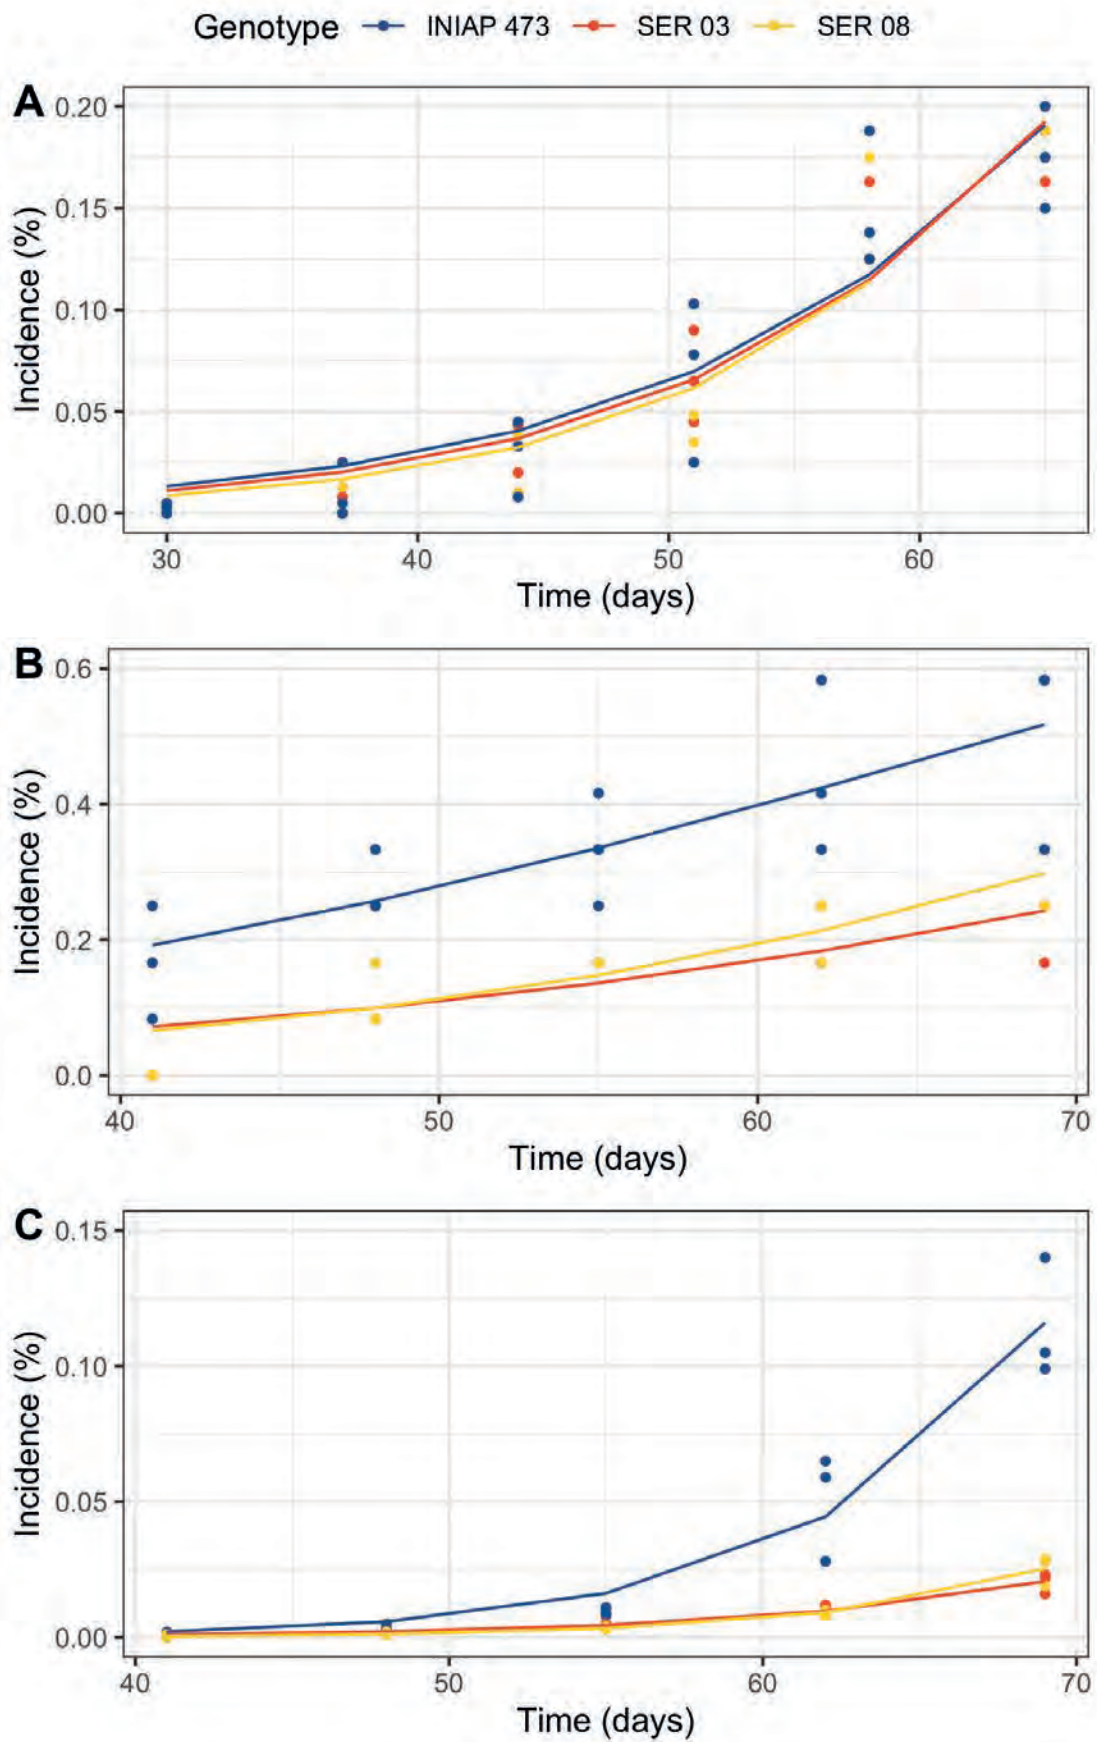 Genotype INIAP 473 SER 03 SER 08
A
0.20
0.15
0.10
0.05
0.00
Incidence (%)
30 40 50 60
Time (days)
B
0.6
0.4
0.2
0.0
Incidence (%)
40 50 60 70
Time (days)
C
0.15
0.10
0.05
0.00
Incidence (%)
40 50 60 70
Time (days)